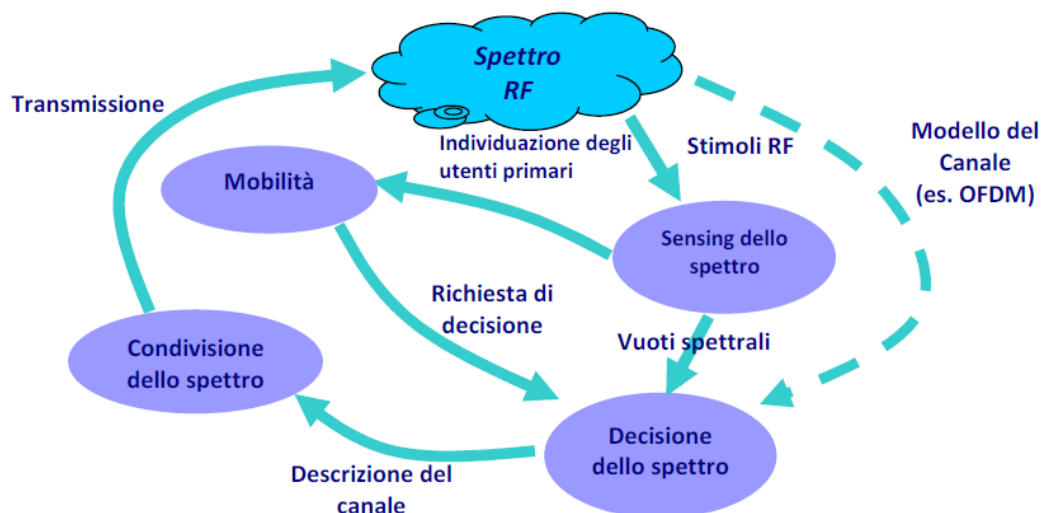 Spettro
RF
Transmissione
Individuazione degli
utenti primari
Stimoli RF
Modello del
Canale
(es. OFDM)
Mobilità
Sensing dello
spettro
Richiesta di
decisione
Vuoti spettrali
Condivisione
dello spettro
Decisione
dello spettro
Descrizione del
canale